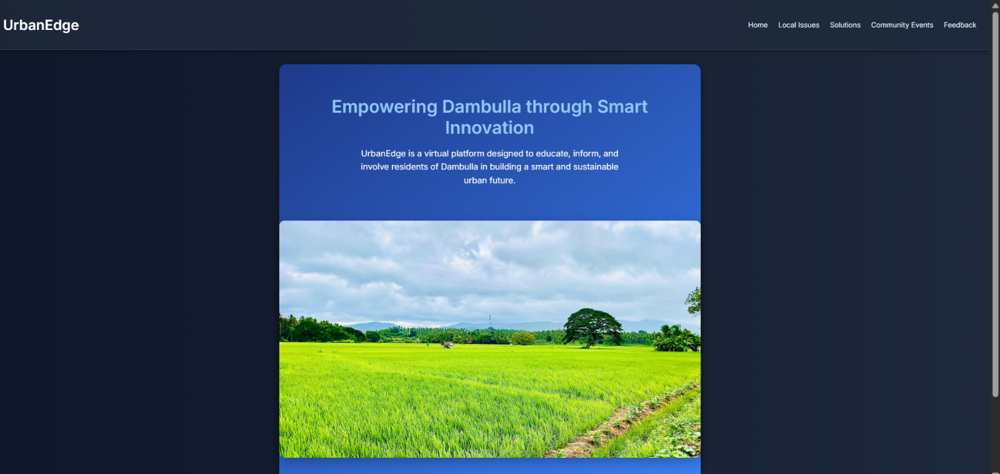 UrbanEdge
Home
Local Issues
Solutions
Community Events
Feedback
Empowering Dambulla through Smart
Innovation
UrbanEdge is a virtual platform designed to educate, inform, and
involve residents of Dambulla in building a smart and sustainable
urban future.